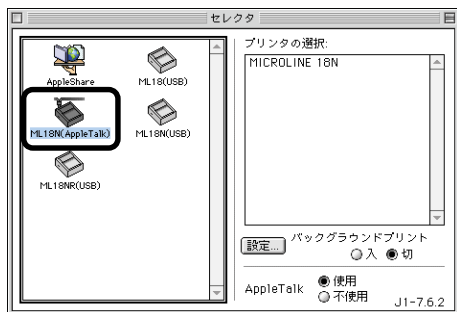 セレクタ
AppleShare
ML18(USB)
ML18N(AppleTalk)
ML18N(USB)
ML18NR(USB)
プリンタの選択:
MICROLINE 18N
設定...
バックグラウンドプリント
入 切
AppleTalk
使用
不使用
J1-7.6.2